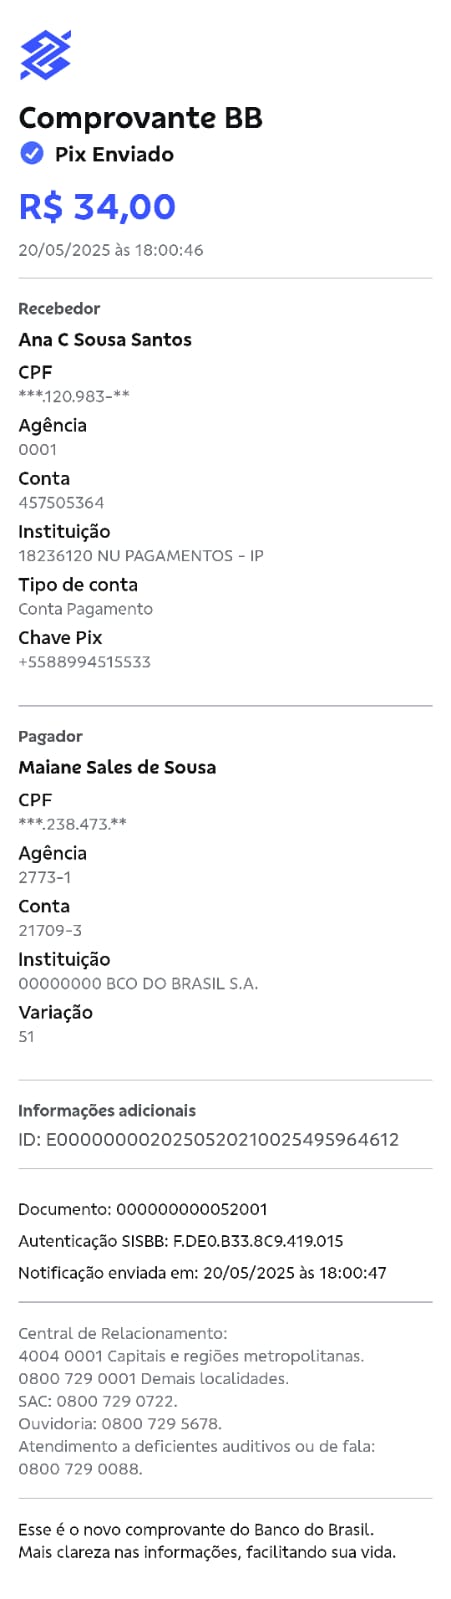 Comprovante BB
Pix Enviado
R$ 34,00
20/05/2025 às 18:00:46
Recebedor
Ana C Sousa Santos
CPF
***.120.983-**
Agência
0001
Conta
457505364
Instituição
18236120 NU PAGAMENTOS - IP
Tipo de conta
Conta Pagamento
Chave Pix
+5588994515533
Pagador
Maiane Sales de Sousa
CPF
***.238.473.**
Agência
2773-1
Conta
21709-3
Instituição
00000000 BCO DO BRASIL S.A.
Variação
51
Informações adicionais
ID: E0000000020250520210025495964612
Documento: 000000000052001
Autenticação SISBB: F.DE0.B33.8C9.419.015
Notificação enviada em: 20/05/2025 às 18:00:47
Central de Relacionamento:
4004 0001 Capitais e regiões metropolitanas.
0800 729 0001 Demais localidades.
SAC: 0800 729 0722.
Ouvidoria: 0800 729 5678.
Atendimento a deficientes auditivos ou de fala:
0800 729 0088.
Esse é o novo comprovante do Banco do Brasil.
Mais clareza nas informações, facilitando sua vida.